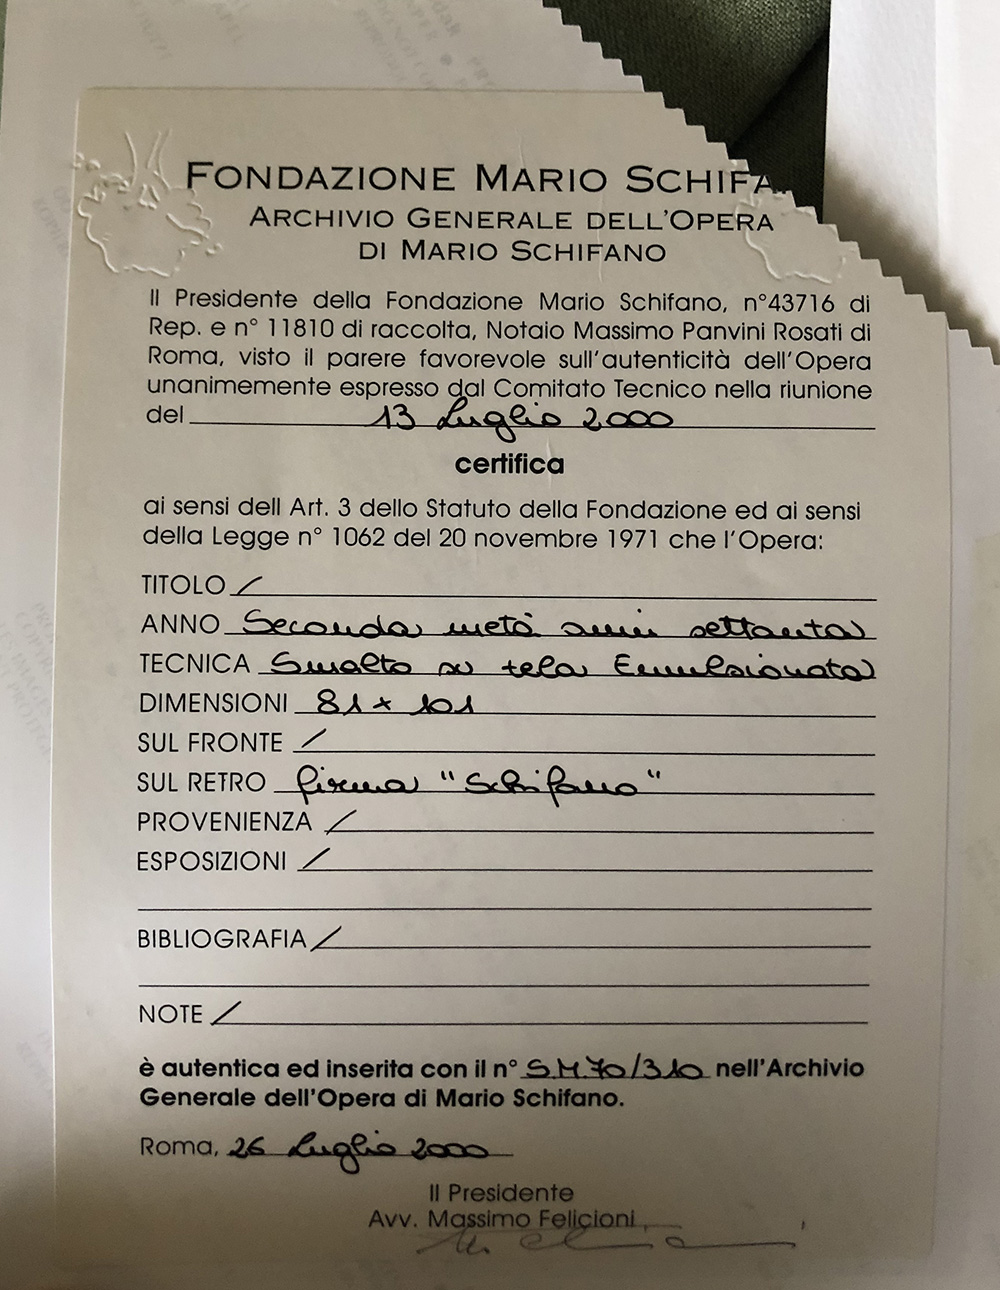 FONDAZIONE MARIO SCHIFA
ARCHIVIO GENERALE DELL'OPERA
DI MARIO SCHIFANO
Il Presidente della Fondazione Mario Schifano, n°43716 di
Rep. e n° 11810 di raccolta, Notaio Massimo Panvini Rosati di
Roma, visto il parere favorevole sull'autenticità dell'Opera
unanimemente espresso dal Comitato Tecnico nella riunione
del 13 Luglio 2000
certifica
ai sensi dell Art. 3 dello Statuto della Fondazione ed ai sensi
della Legge n° 1062 del 20 novembre 1971 che l'Opera:
TITOLO /
ANNO Seconda metà anni settanta
TECNICA Smalto su tela Emulsionata
DIMENSIONI 81 x 101
SUL FRONTE /
SUL RETRO firma "Schifano"
PROVENIENZA /
ESPOSIZIONI /
BIBLIOGRAFIA /
NOTE /
è autentica ed inserita con il n° S.M.70/310 nell'Archivio
Generale dell'Opera di Mario Schifano.
Roma, 26 Luglio 2000
Il Presidente
Avv. Massimo Felicioni